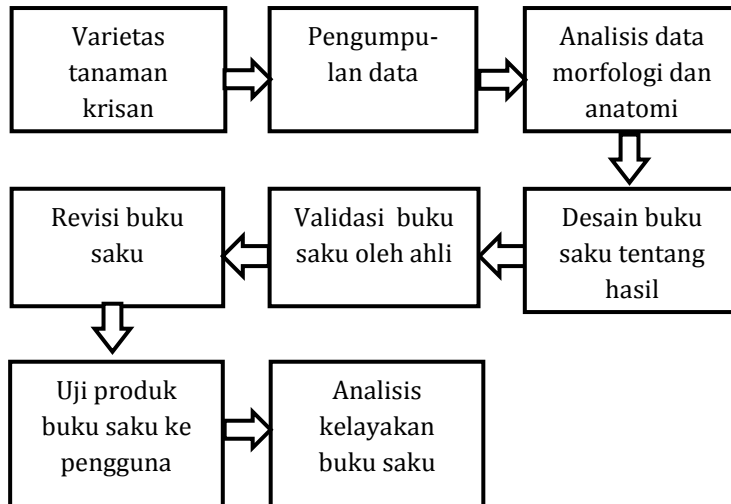 Varietas
tanaman
krisan
Pengumpu-
lan data
Analisis data
morfologi dan
anatomi
Desain buku
saku tentang
hasil
Validasi  buku
saku oleh ahli
Revisi buku
saku
Uji produk
buku saku ke
pengguna
Analisis
kelayakan
buku saku